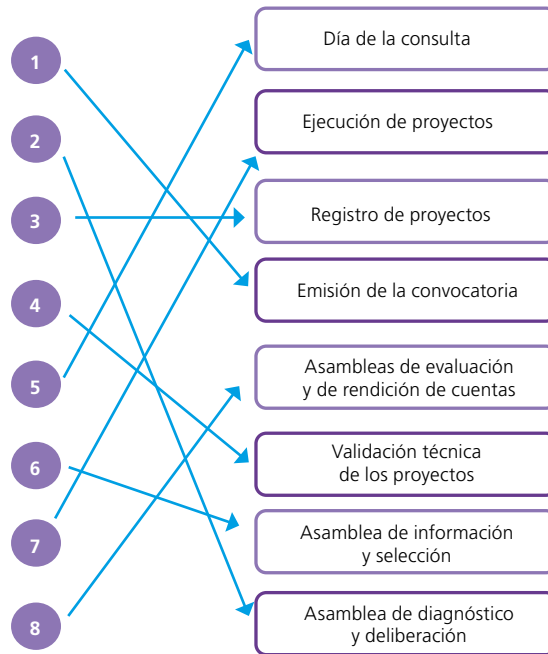 1
2
3
4
5
6
7
8
Día de la consulta
Ejecución de proyectos
Registro de proyectos
Emisión de la convocatoria
Asambleas de evaluación
y de rendición de cuentas
Validación técnica
de los proyectos
Asamblea de información
y selección
Asamblea de diagnóstico
y deliberación